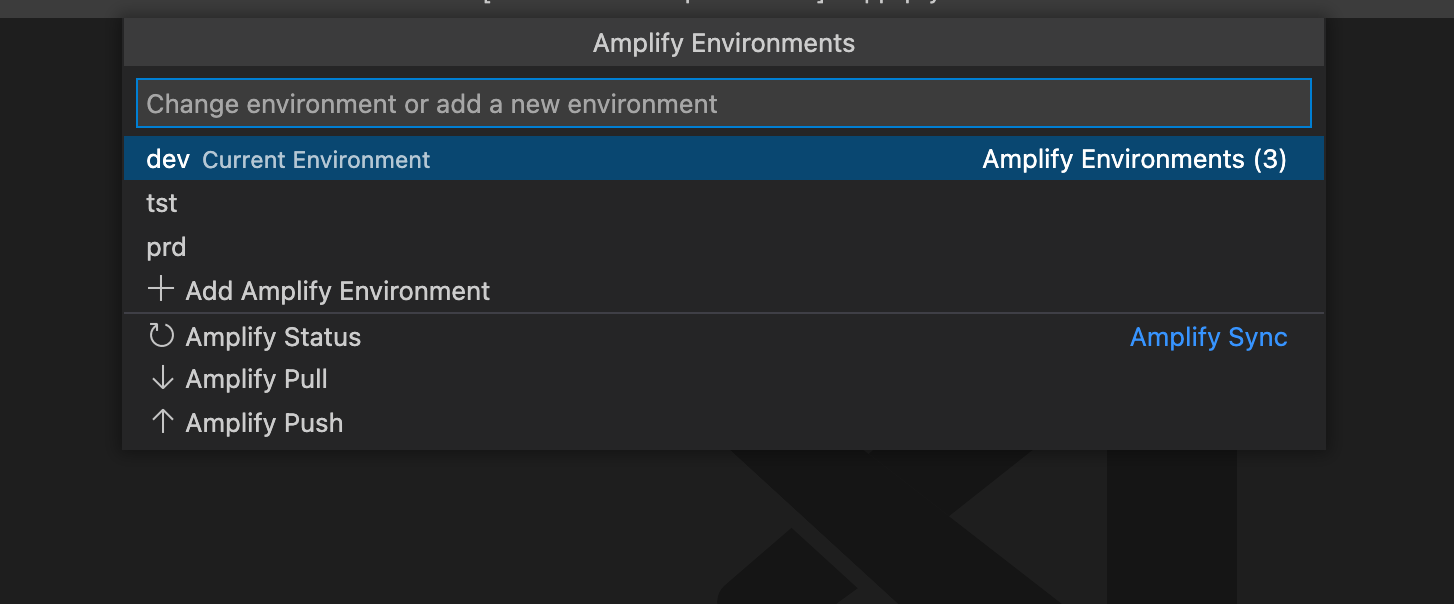 Amplify Environments
Change environment or add a new environment
dev Current Environment Amplify Environments (3)
tst
prd
Add Amplify Environment
Amplify Status Amplify Sync
Amplify Pull
Amplify Push